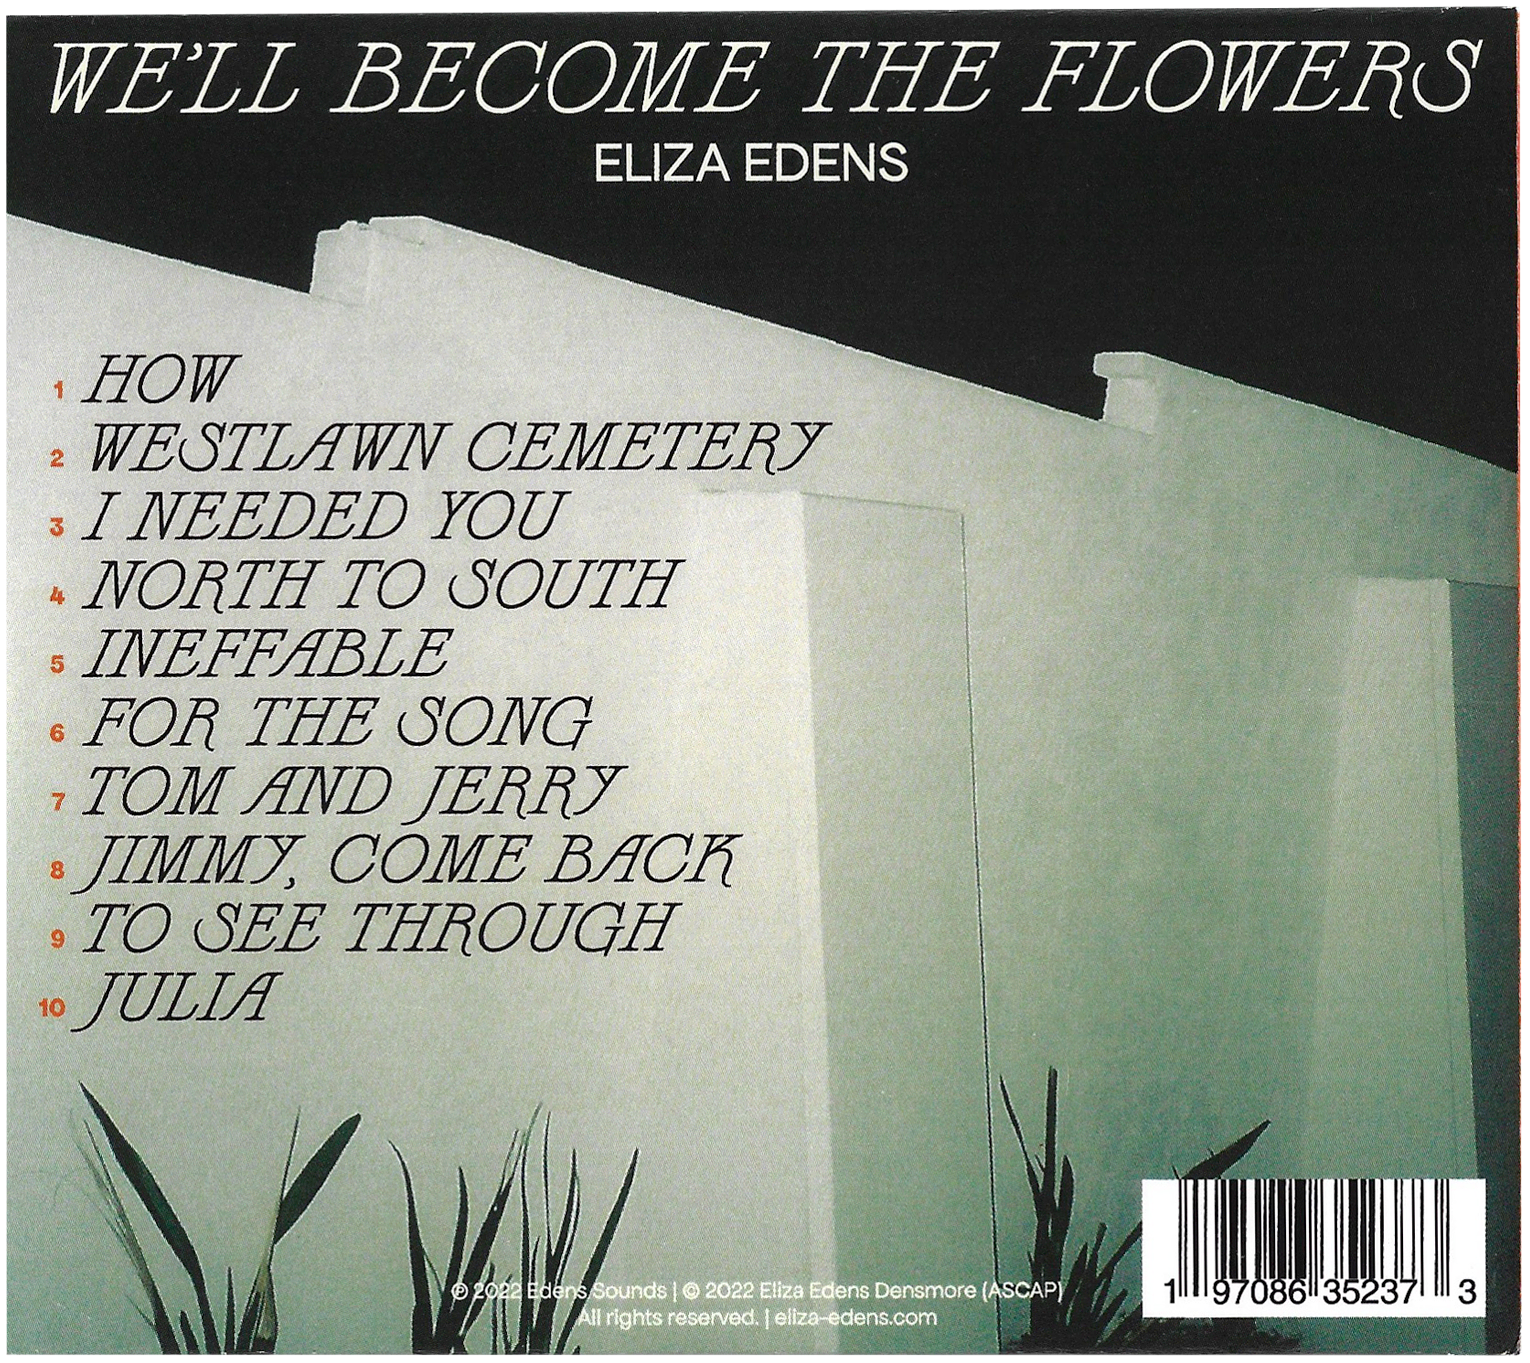 WE'LL BECOME THE FLOWERS
ELIZA EDENS
1 HOW
2 WESTLAWN CEMETERY
3 I NEEDED YOU
4 NORTH TO SOUTH
5 INEFFABLE
6 FOR THE SONG
7 TOM AND JERRY
8 JIMMY, COME BACK
9 TO SEE THROUGH
10 JULIA
℗ 2022 Edens Sounds | © 2022 Eliza Edens Densmore (ASCAP)
All rights reserved. | eliza-edens.com
1 97086 35237 3